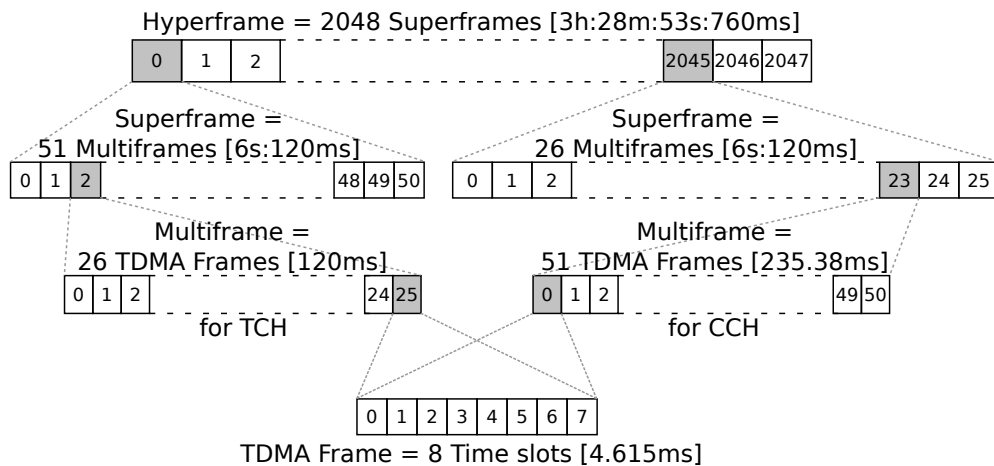 Hyperframe = 2048 Superframes [3h:28m:53s:760ms]
0 1 2 2045 2046 2047
Superframe =
51 Multiframes [6s:120ms]
Superframe =
26 Multiframes [6s:120ms]
0 1 2 48 49 50
0 1 2 23 24 25
Multiframe =
26 TDMA Frames [120ms]
Multiframe =
51 TDMA Frames [235.38ms]
0 1 2 24 25
0 1 2 49 50
for TCH
for CCH
0 1 2 3 4 5 6 7
TDMA Frame = 8 Time slots [4.615ms]